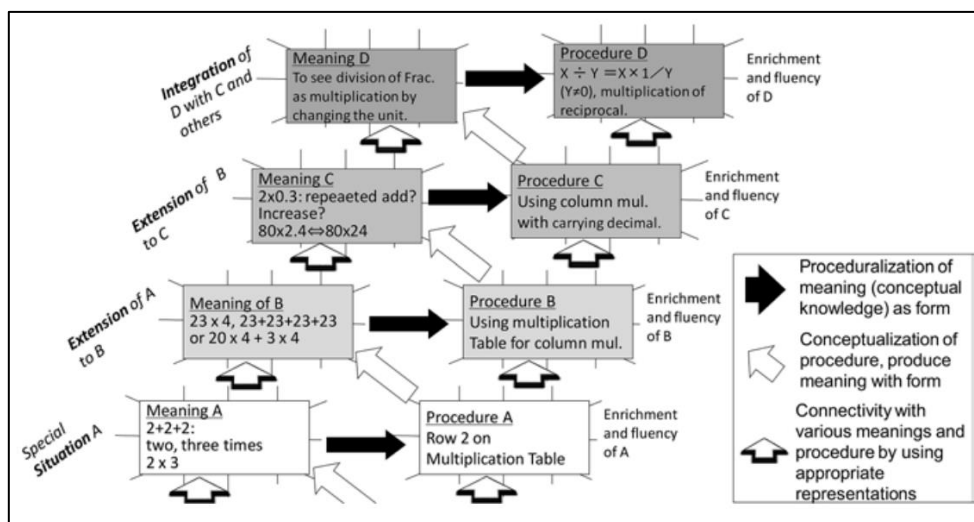 Integration of
D with C and
others
Meaning D
To see division of Frac.
as multiplication by
changing the unit.
Procedure D
X ÷ Y =X×1／Y
(Y≠0), multiplication of
reciprocal.
Enrichment
and fluency
of D
Extension of B
to C
Meaning C
2x0.3: repaeted add?
Increase?
80x2.4⇔80x24
Procedure C
Using column mul.
with carrying decimal.
Enrichment
and fluency
of C
Extension of A
to B
Meaning of B
23 x 4, 23+23+23+23
or 20 x 4 + 3 x 4
Procedure B
Using multiplication
Table for column mul.
Enrichment
and fluency
of B
Special
Situation A
Meaning A
2+2+2:
two, three times
2 x 3
Procedure A
Row 2 on
Multiplication Table
Enrichment
and fluency
of A
Proceduralization of
meaning (conceptual
knowledge) as form
Conceptualization of
procedure, produce
meaning with form
Connectivity with
various meanings and
procedure by using
appropriate
representations